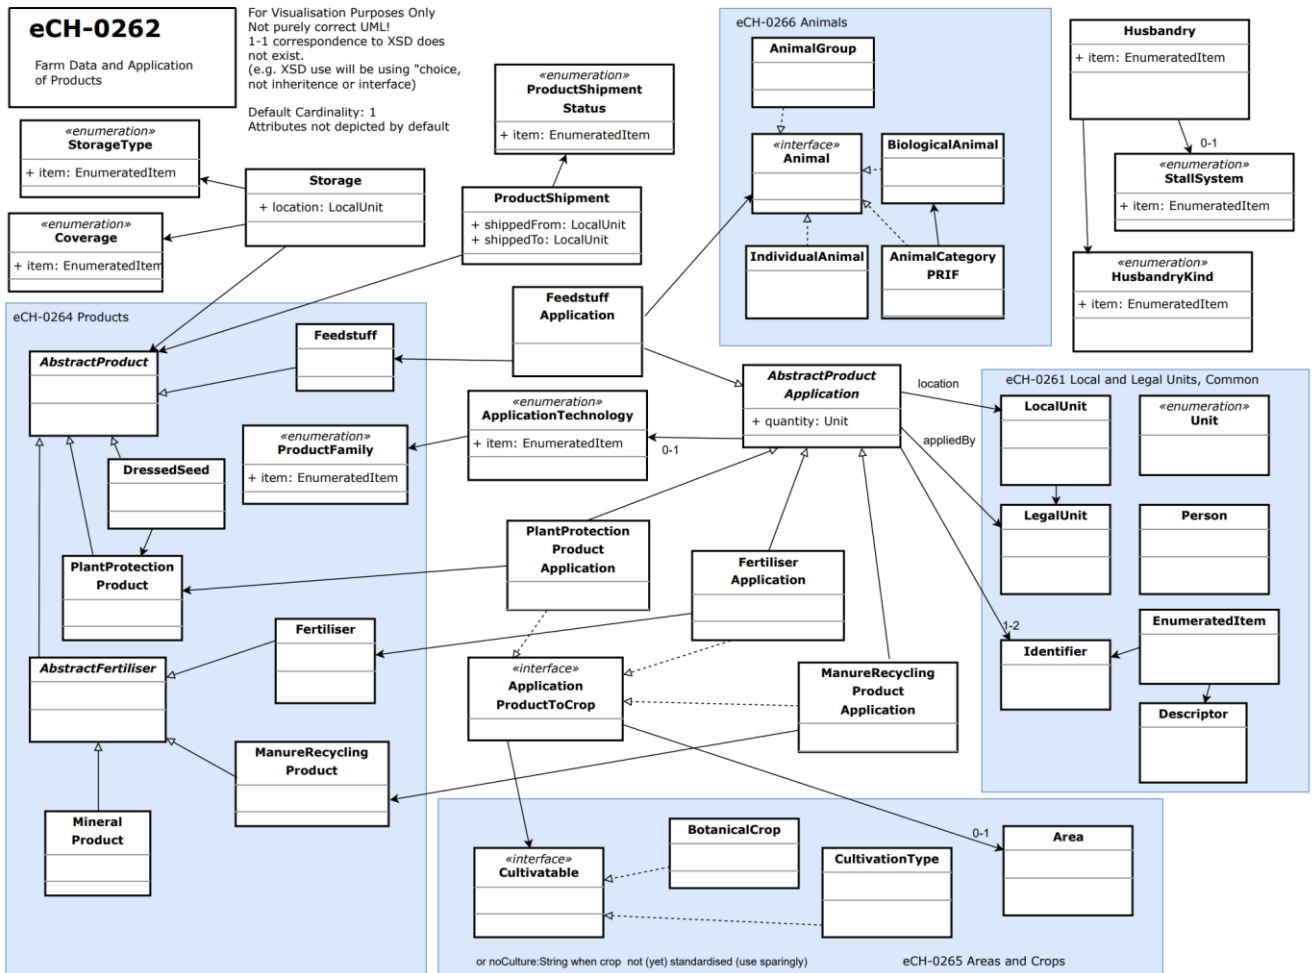 eCH-0262
Farm Data and Application
of Products
For Visualisation Purposes Only
Not purely correct UML!
1-1 correspondence to XSD does
not exist.
(e.g. XSD use will be using "choice,
not inheritence or interface)
Default Cardinality: 1
Attributes not depicted by default
«enumeration»
StorageType
+ item: EnumeratedItem
Storage
+ location: LocalUnit
«enumeration»
Coverage
+ item: EnumeratedItem
«enumeration»
ProductShipment
Status
+ item: EnumeratedItem
ProductShipment
+ shippedFrom: LocalUnit
+ shippedTo: LocalUnit
eCH-0266 Animals
AnimalGroup
«interface»
Animal
BiologicalAnimal
IndividualAnimal
AnimalCategory
PRIF
Husbandry
+ item: EnumeratedItem
0-1
«enumeration»
StallSystem
+ item: EnumeratedItem
«enumeration»
HusbandryKind
+ item: EnumeratedItem
eCH-0264 Products
AbstractProduct
Feedstuff
Feedstuff
Application
«enumeration»
ApplicationTechnology
+ item: EnumeratedItem
0-1
«enumeration»
ProductFamily
+ item: EnumeratedItem
DressedSeed
PlantProtection
Product
AbstractFertiliser
Fertiliser
ManureRecycling
Product
Mineral
Product
AbstractProduct
Application
+ quantity: Unit
location
appliedBy
1-2
PlantProtection
Product
Application
Fertiliser
Application
«interface»
Application
ProductToCrop
ManureRecycling
Product
Application
eCH-0261 Local and Legal Units, Common
LocalUnit
«enumeration»
Unit
LegalUnit
Person
EnumeratedItem
Identifier
Descriptor
«interface»
Cultivatable
BotanicalCrop
CultivationType
0-1
Area
or noCulture:String when crop not (yet) standardised (use sparingly)
eCH-0265 Areas and Crops